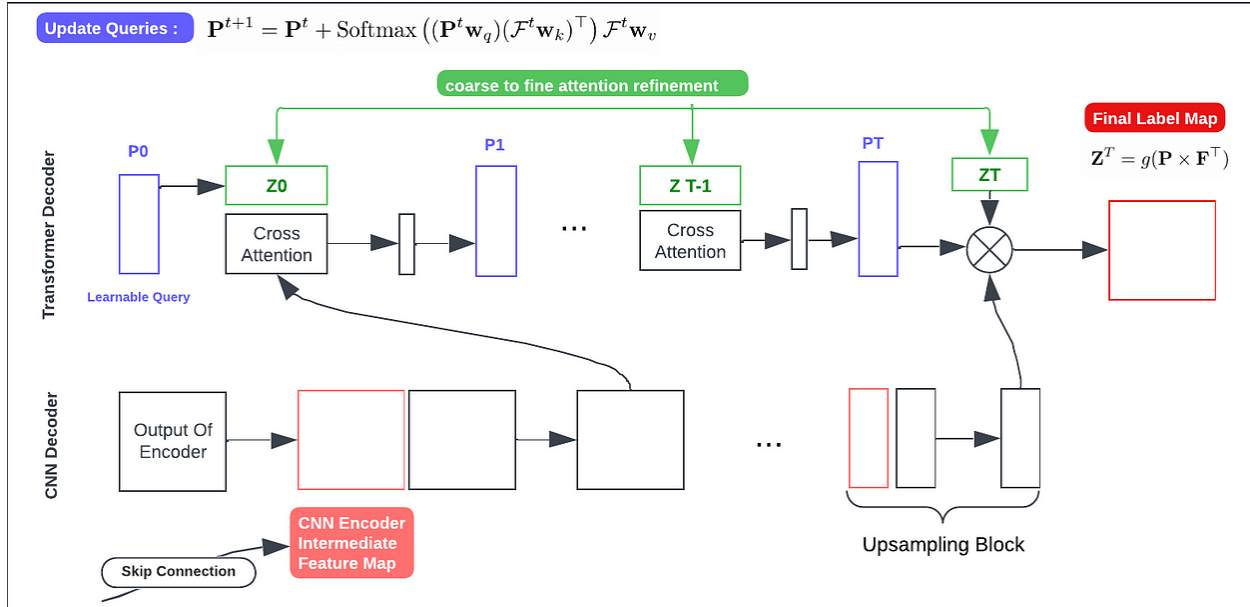 Update Queries :
P^{t+1} = P^t + Softmax ((P^t w_q)(ℱ^t w_k)^⊤) ℱ^t w_v
coarse to fine attention refinement
Final Label Map
Z^T = g(P × F^⊤)
Transformer Decoder
P0
Z0
P1
Z T-1
PT
ZT
Cross
Attention
...
Cross
Attention
Learnable Query
CNN Decoder
Output Of
Encoder
...
CNN Encoder
Intermediate
Feature Map
Skip Connection
Upsampling Block